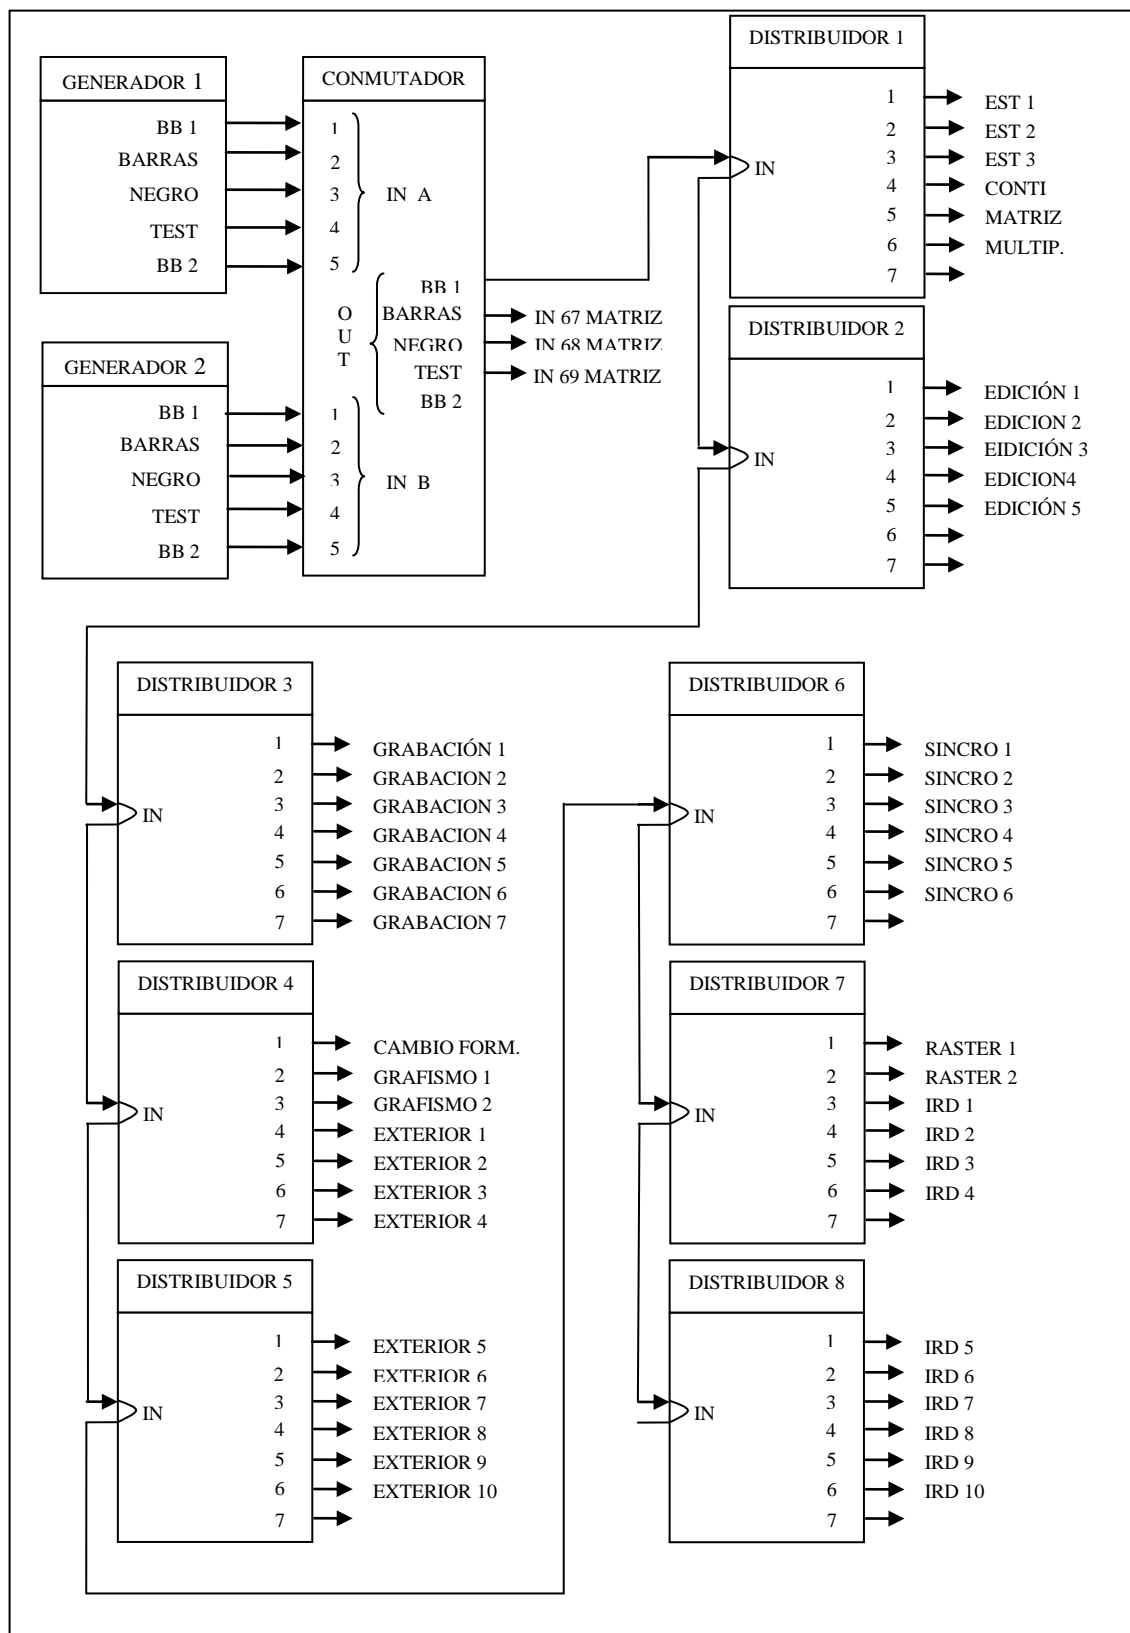 GENERADOR 1
BB 1
BARRAS
NEGRO
TEST
BB 2
GENERADOR 2
BB 1
BARRAS
NEGRO
TEST
BB 2
CONMUTADOR
1
2
3
4
5
IN A
O
U
T
BB 1
BARRAS
NEGRO
TEST
BB 2
IN 67 MATRIZ
IN 68 MATRIZ
IN 69 MATRIZ
1
2
3
4
5
IN B
DISTRIBUIDOR 1
IN
1 EST 1
2 EST 2
3 EST 3
4 CONTI
5 MATRIZ
6 MULTIP.
7
DISTRIBUIDOR 2
IN
1 EDICIÓN 1
2 EDICION 2
3 EIDICIÓN 3
4 EDICION4
5 EDICIÓN 5
6
7
DISTRIBUIDOR 3
IN
1 GRABACIÓN 1
2 GRABACION 2
3 GRABACION 3
4 GRABACION 4
5 GRABACION 5
6 GRABACION 6
7 GRABACION 7
DISTRIBUIDOR 4
IN
1 CAMBIO FORM.
2 GRAFISMO 1
3 GRAFISMO 2
4 EXTERIOR 1
5 EXTERIOR 2
6 EXTERIOR 3
7 EXTERIOR 4
DISTRIBUIDOR 5
IN
1 EXTERIOR 5
2 EXTERIOR 6
3 EXTERIOR 7
4 EXTERIOR 8
5 EXTERIOR 9
6 EXTERIOR 10
7
DISTRIBUIDOR 6
IN
1 SINCRO 1
2 SINCRO 2
3 SINCRO 3
4 SINCRO 4
5 SINCRO 5
6 SINCRO 6
7
DISTRIBUIDOR 7
IN
1 RASTER 1
2 RASTER 2
3 IRD 1
4 IRD 2
5 IRD 3
6 IRD 4
7
DISTRIBUIDOR 8
IN
1 IRD 5
2 IRD 6
3 IRD 7
4 IRD 8
5 IRD 9
6 IRD 10
7